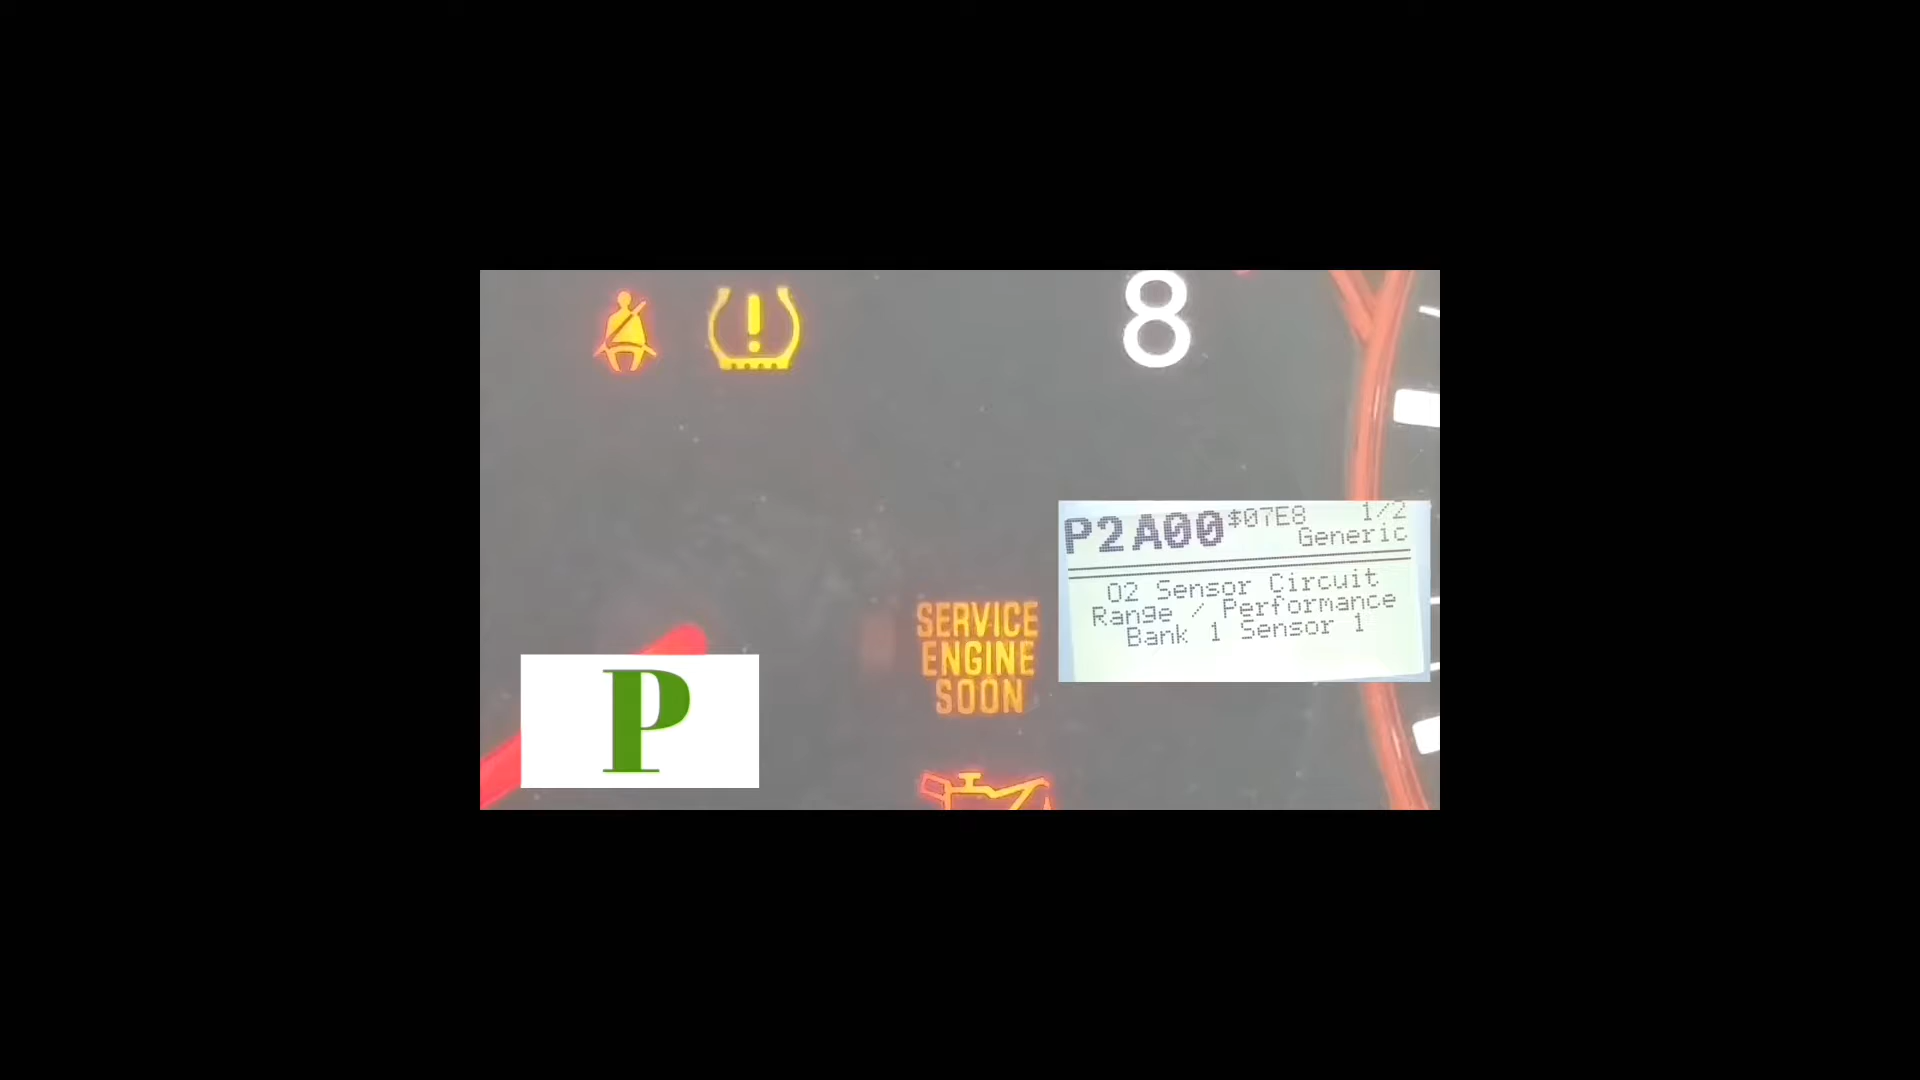 8
P2A00 $07E8 1/2
Generic
O2 Sensor Circuit
Range / Performance
Bank 1 Sensor 1
SERVICE
ENGINE
SOON
P